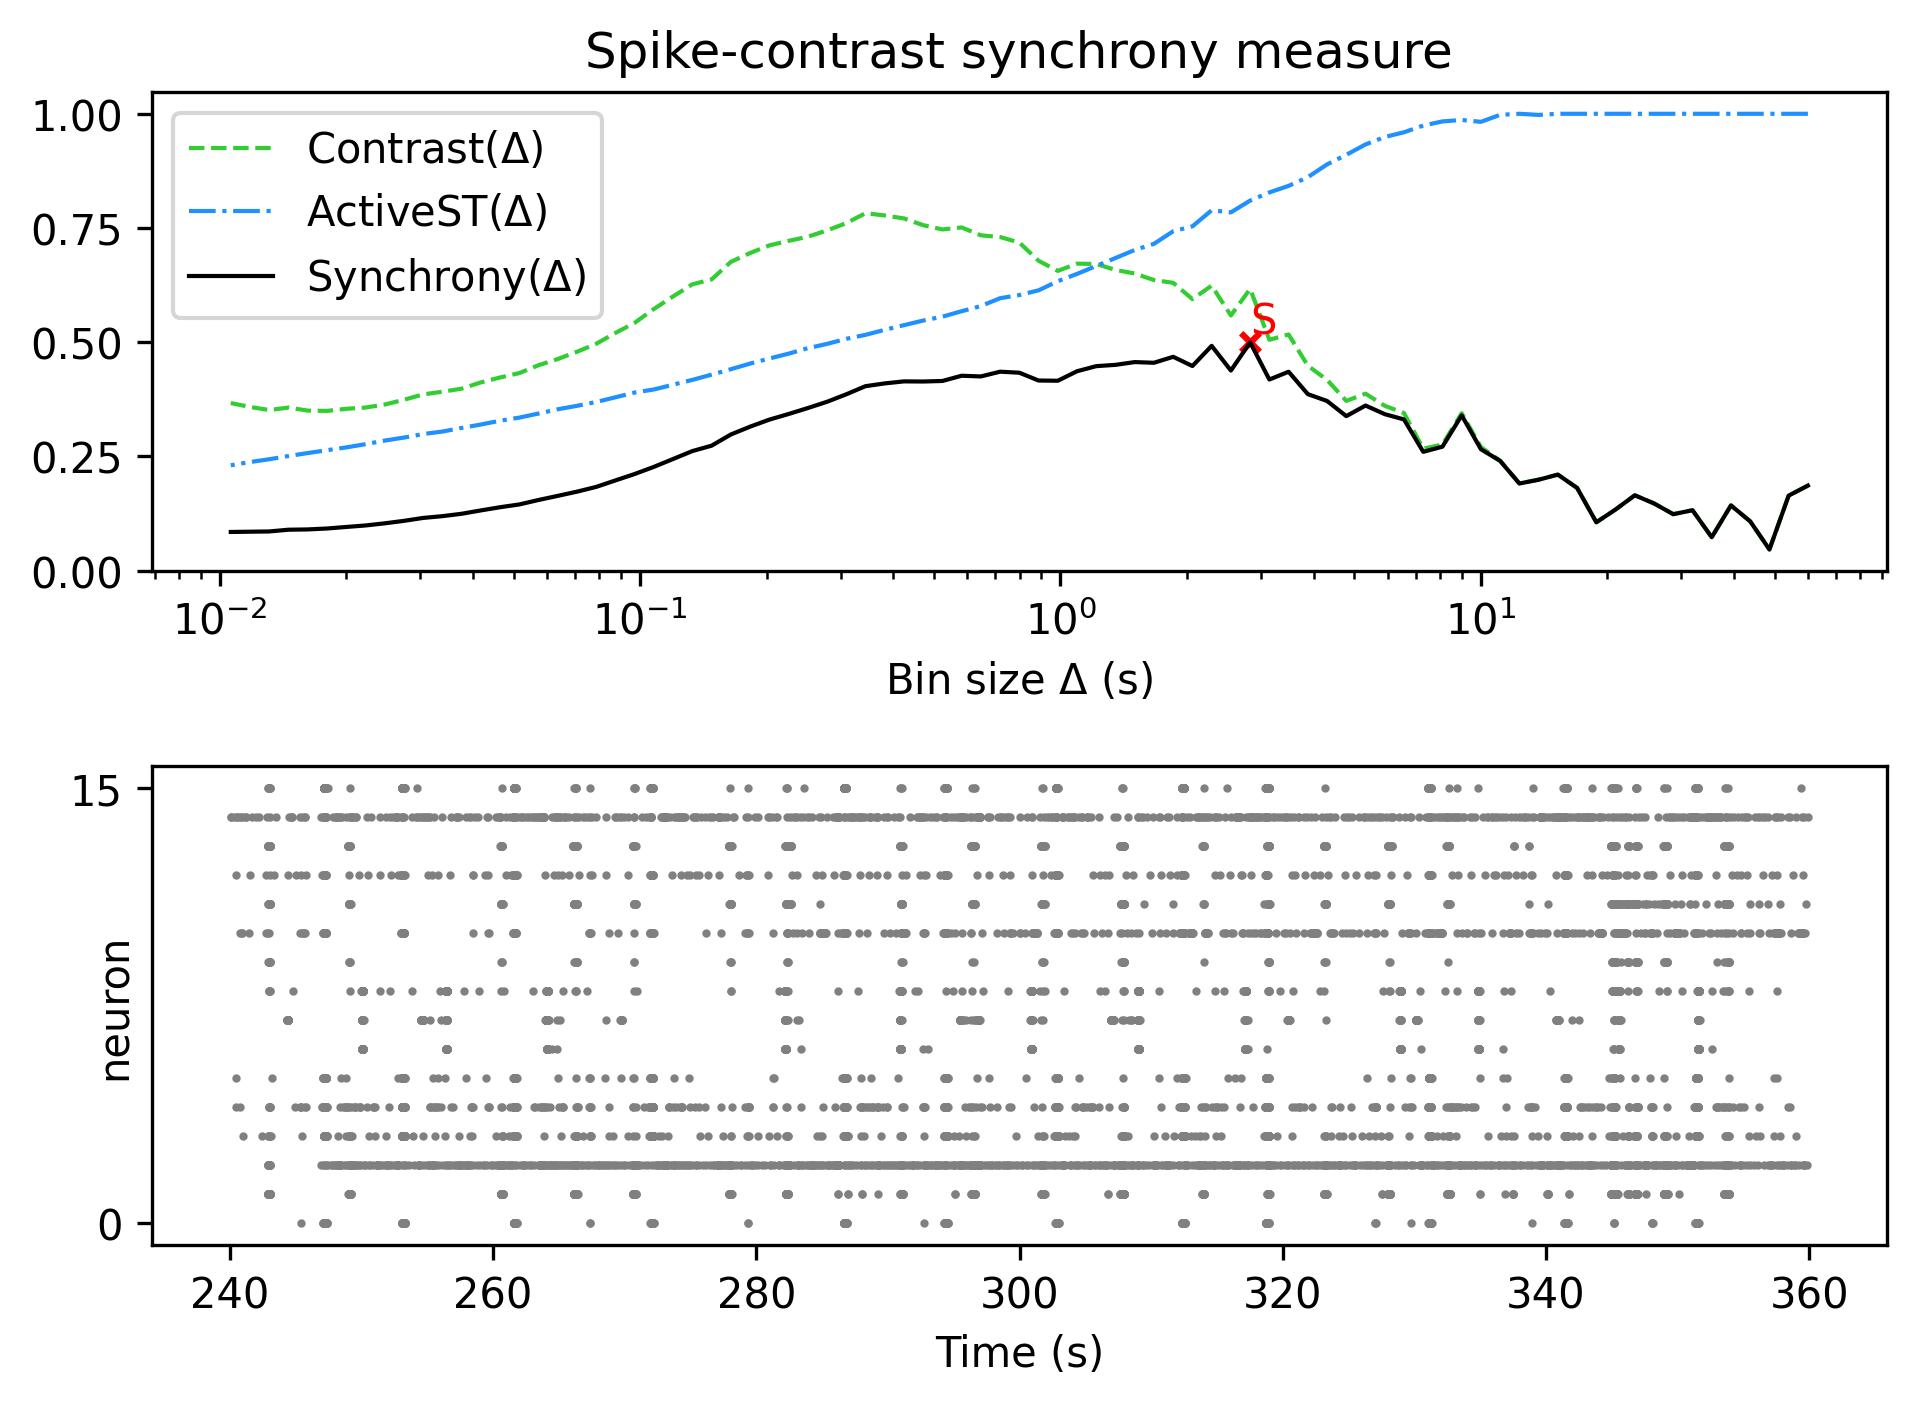 Spike-contrast synchrony measure
1.00
0.75
0.50
0.25
0.00
Contrast(Δ)
ActiveST(Δ)
Synchrony(Δ)
S
10⁻² 10⁻¹ 10⁰ 10¹
Bin size Δ (s)
15
0
neuron
240 260 280 300 320 340 360
Time (s)